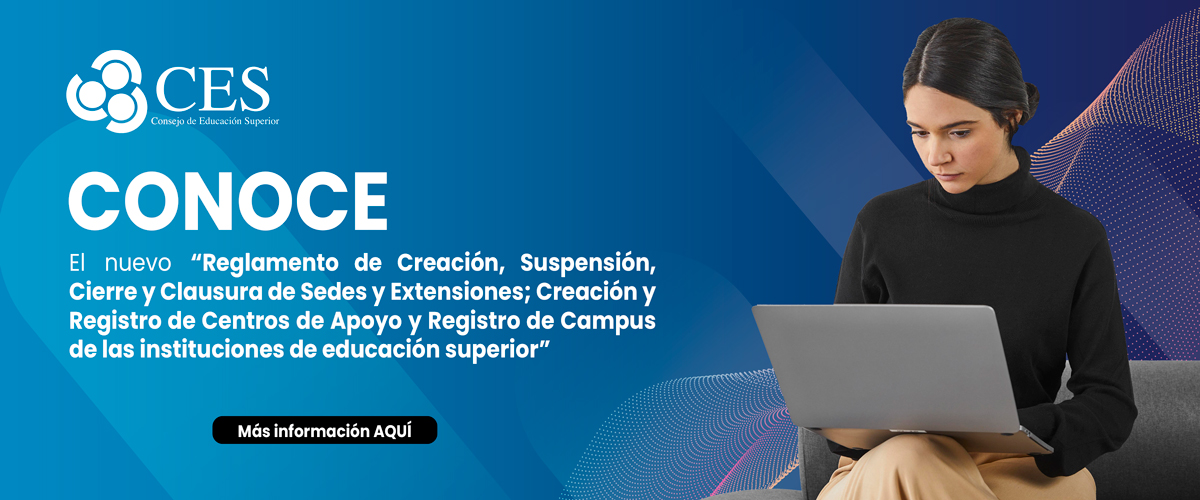 CES
Consejo de Educación Superior
CONOCE
El nuevo “Reglamento de Creación, Suspensión,
Cierre y Clausura de Sedes y Extensiones; Creación y
Registro de Centros de Apoyo y Registro de Campus
de las instituciones de educación superior”
Más información AQUÍ